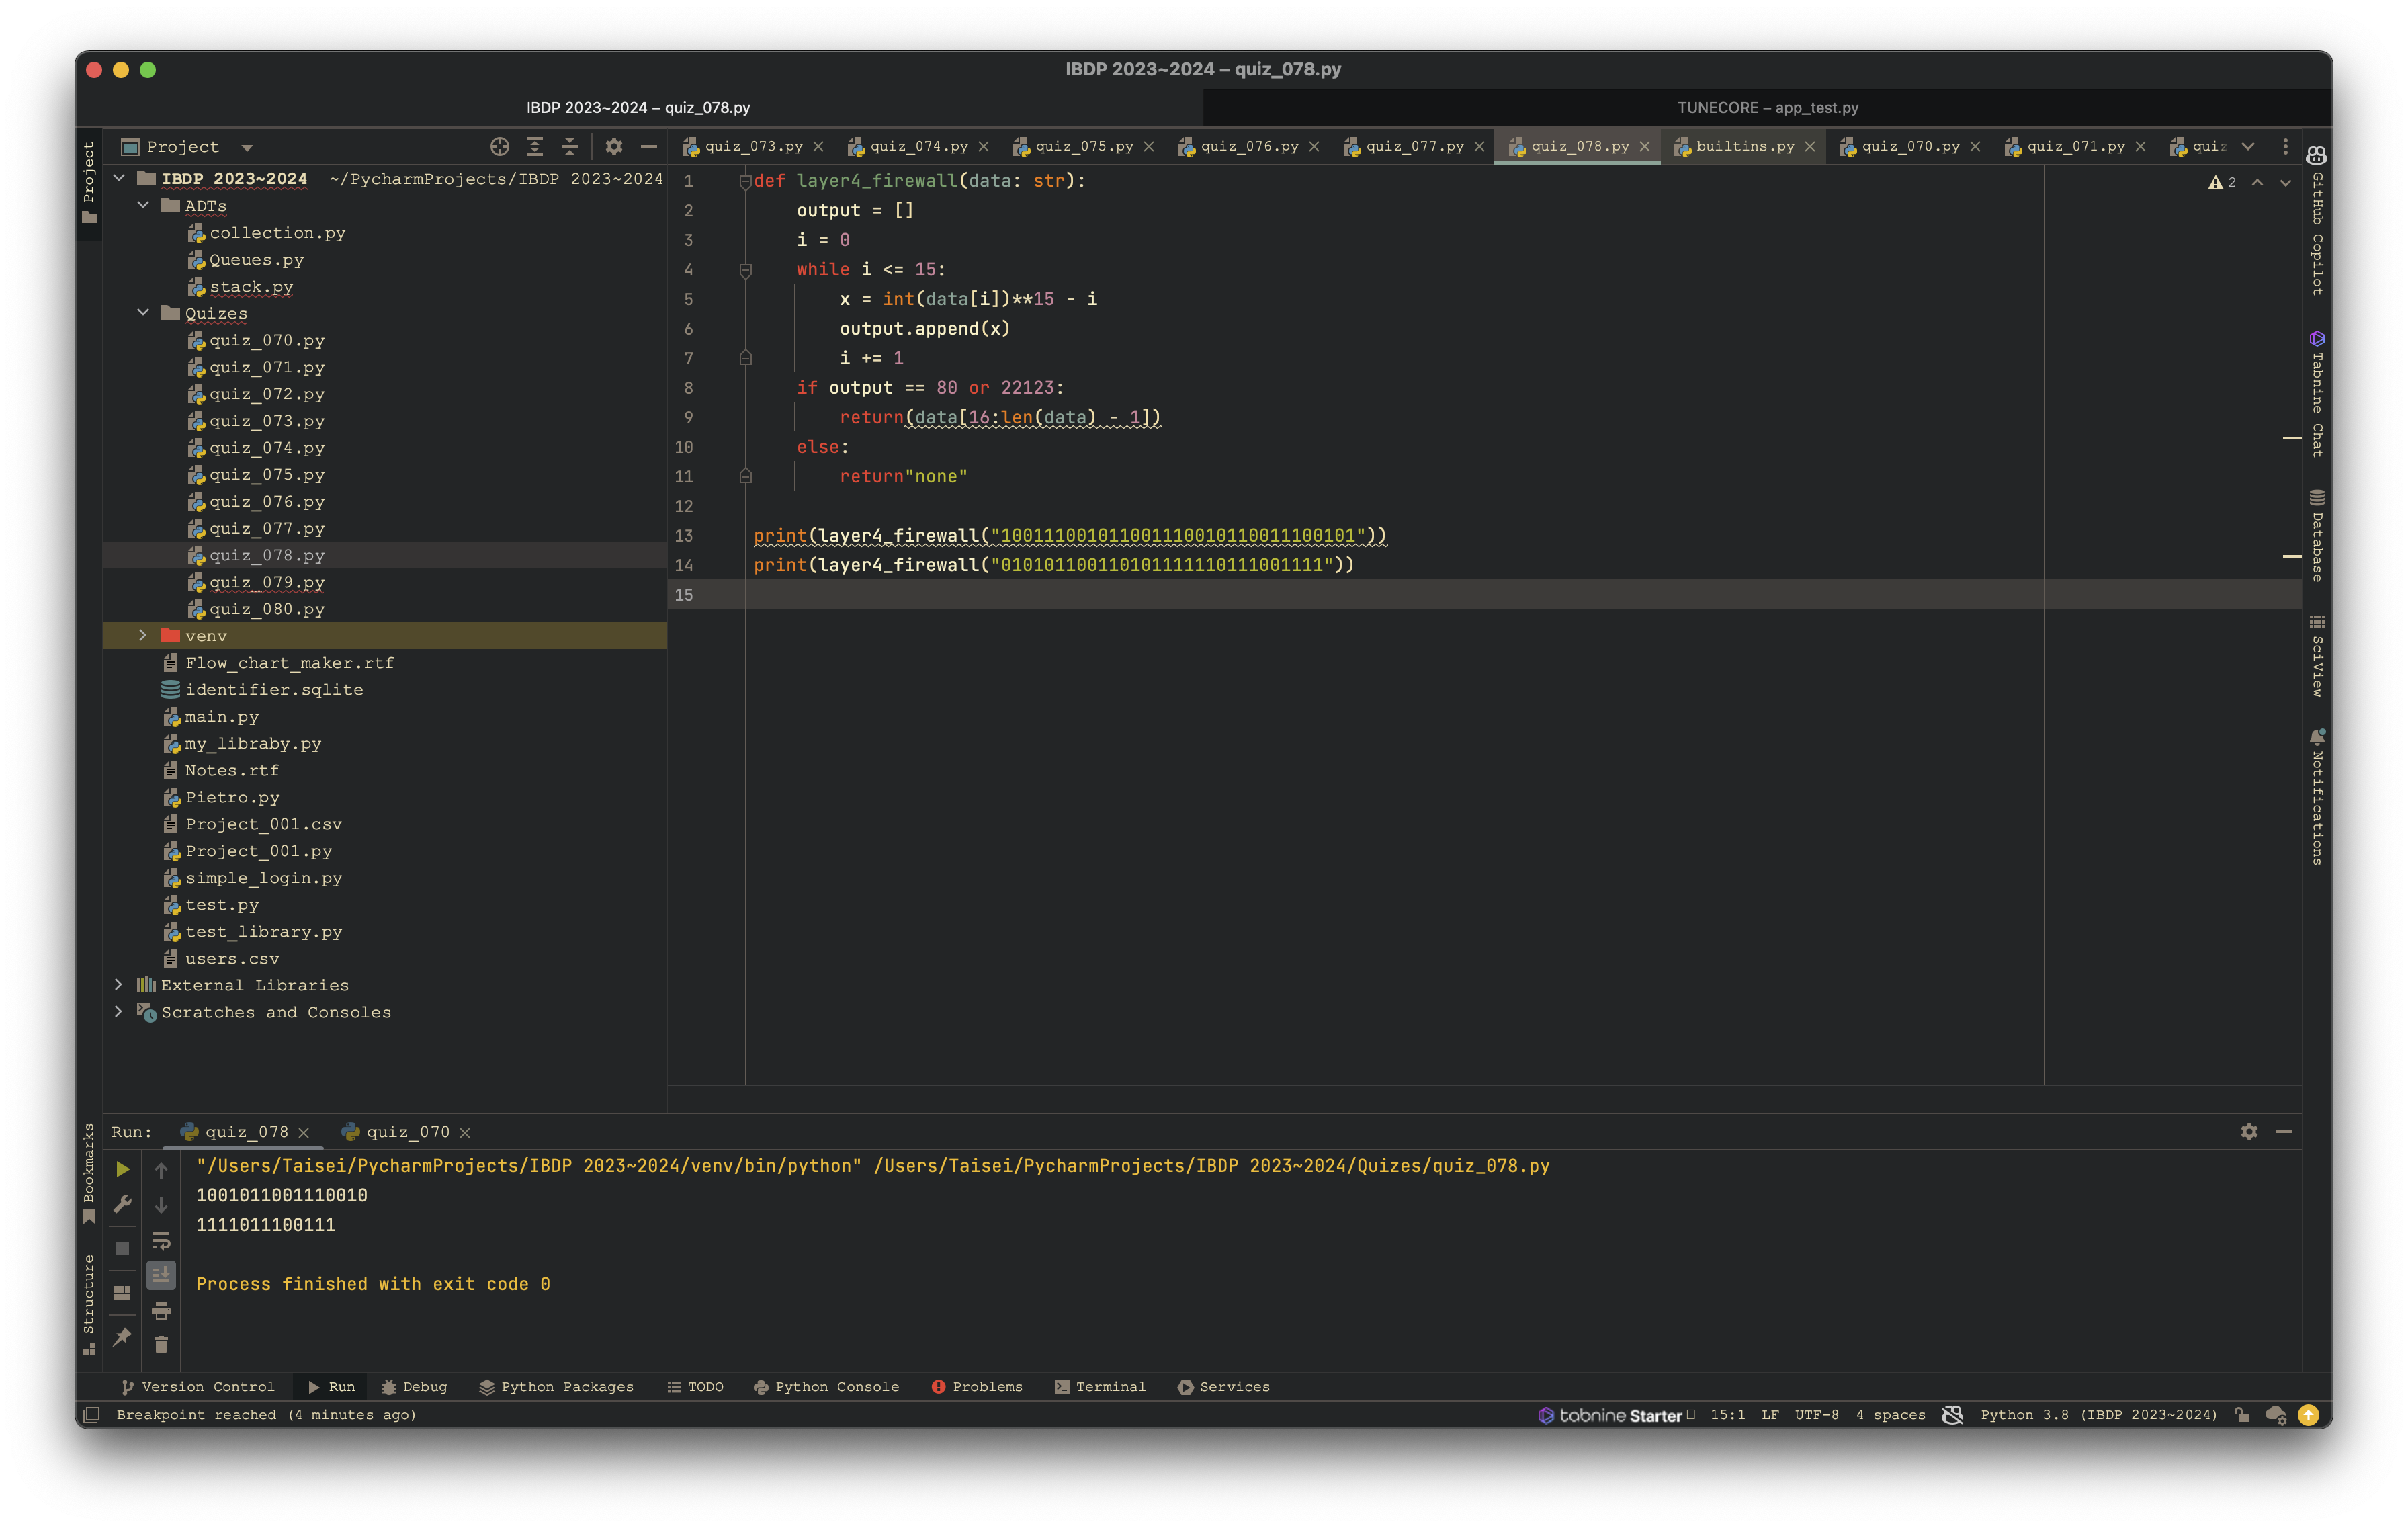 IBDP 2023~2024 – quiz_078.py
IBDP 2023~2024 – quiz_078.py
TUNECORE – app_test.py
Project
Project
quiz_073.py
quiz_074.py
quiz_075.py
quiz_076.py
quiz_077.py
quiz_078.py
builtins.py
quiz_070.py
quiz_071.py
quiz
IBDP 2023~2024 ~/PycharmProjects/IBDP 2023~2024
ADTs
collection.py
Queues.py
stack.py
Quizes
quiz_070.py
quiz_071.py
quiz_072.py
quiz_073.py
quiz_074.py
quiz_075.py
quiz_076.py
quiz_077.py
quiz_078.py
quiz_079.py
quiz_080.py
venv
Flow_chart_maker.rtf
identifier.sqlite
main.py
my_libraby.py
Notes.rtf
Pietro.py
Project_001.csv
Project_001.py
simple_login.py
test.py
test_library.py
users.csv
External Libraries
Scratches and Consoles
1 def layer4_firewall(data: str):
2 output = []
3 i = 0
4 while i <= 15:
5 x = int(data[i])**15 - i
6 output.append(x)
7 i += 1
8 if output == 80 or 22123:
9 return(data[16:len(data) - 1])
10 else:
11 return"none"
12
13 print(layer4_firewall("100111001011001110010110011100101"))
14 print(layer4_firewall("010101100110101111110111001111"))
15
2
GitHub Copilot
Tabnine Chat
Database
SciView
Notifications
Bookmarks
Structure
Run:
quiz_078
quiz_070
"/Users/Taisei/PycharmProjects/IBDP 2023~2024/venv/bin/python" /Users/Taisei/PycharmProjects/IBDP 2023~2024/Quizes/quiz_078.py
1001011001110010
1111011100111
Process finished with exit code 0
Version Control
Run
Debug
Python Packages
TODO
Python Console
Problems
Terminal
Services
Breakpoint reached (4 minutes ago)
tabnine Starter
15:1
LF
UTF-8
4 spaces
Python 3.8 (IBDP 2023~2024)